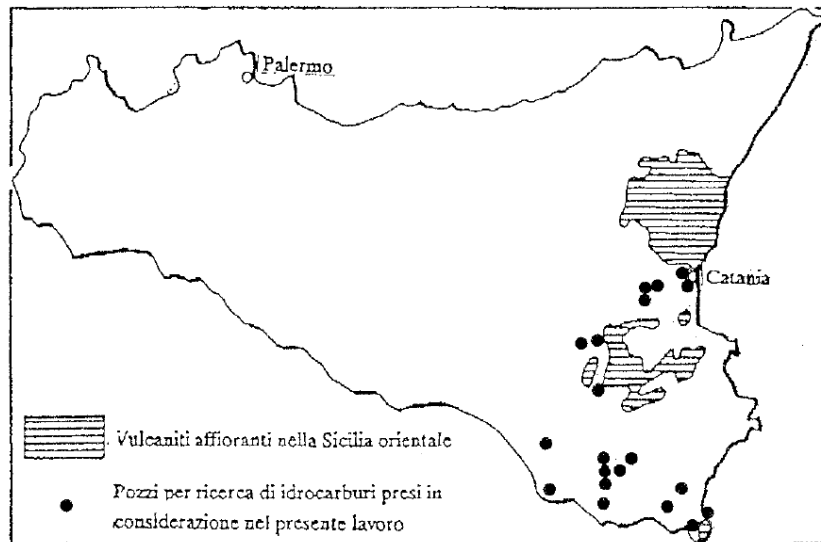 Palermo
Catania
Vulcaniti affioranti nella Sicilia orientale
Pozzi per ricerca di idrocarburi presi in
considerazione nel presente lavoro